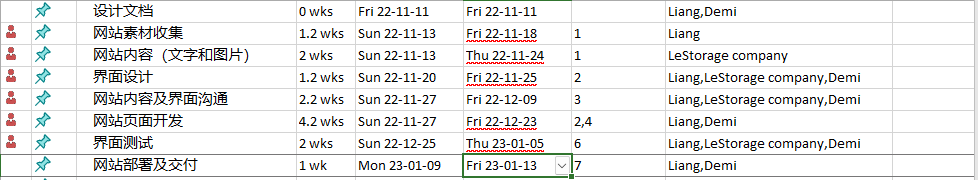 设计文档 0 wks Fri 22-11-11 Fri 22-11-11 Liang,Demi
网站素材收集 1.2 wks Sun 22-11-13 Fri 22-11-18 1 Liang
网站内容（文字和图片） 2 wks Sun 22-11-13 Thu 22-11-24 1 LeStorage company
界面设计 1.2 wks Sun 22-11-20 Fri 22-11-25 2 Liang,LeStorage company,Demi
网站内容及界面沟通 2.2 wks Sun 22-11-27 Fri 22-12-09 3 Liang,LeStorage company,Demi
网站页面开发 4.2 wks Sun 22-11-27 Fri 22-12-23 2,4 Liang,Demi
界面测试 2 wks Sun 22-12-25 Thu 23-01-05 6 Liang,LeStorage company,Demi
网站部署及交付 1 wk Mon 23-01-09 Fri 23-01-13 7 Liang,Demi